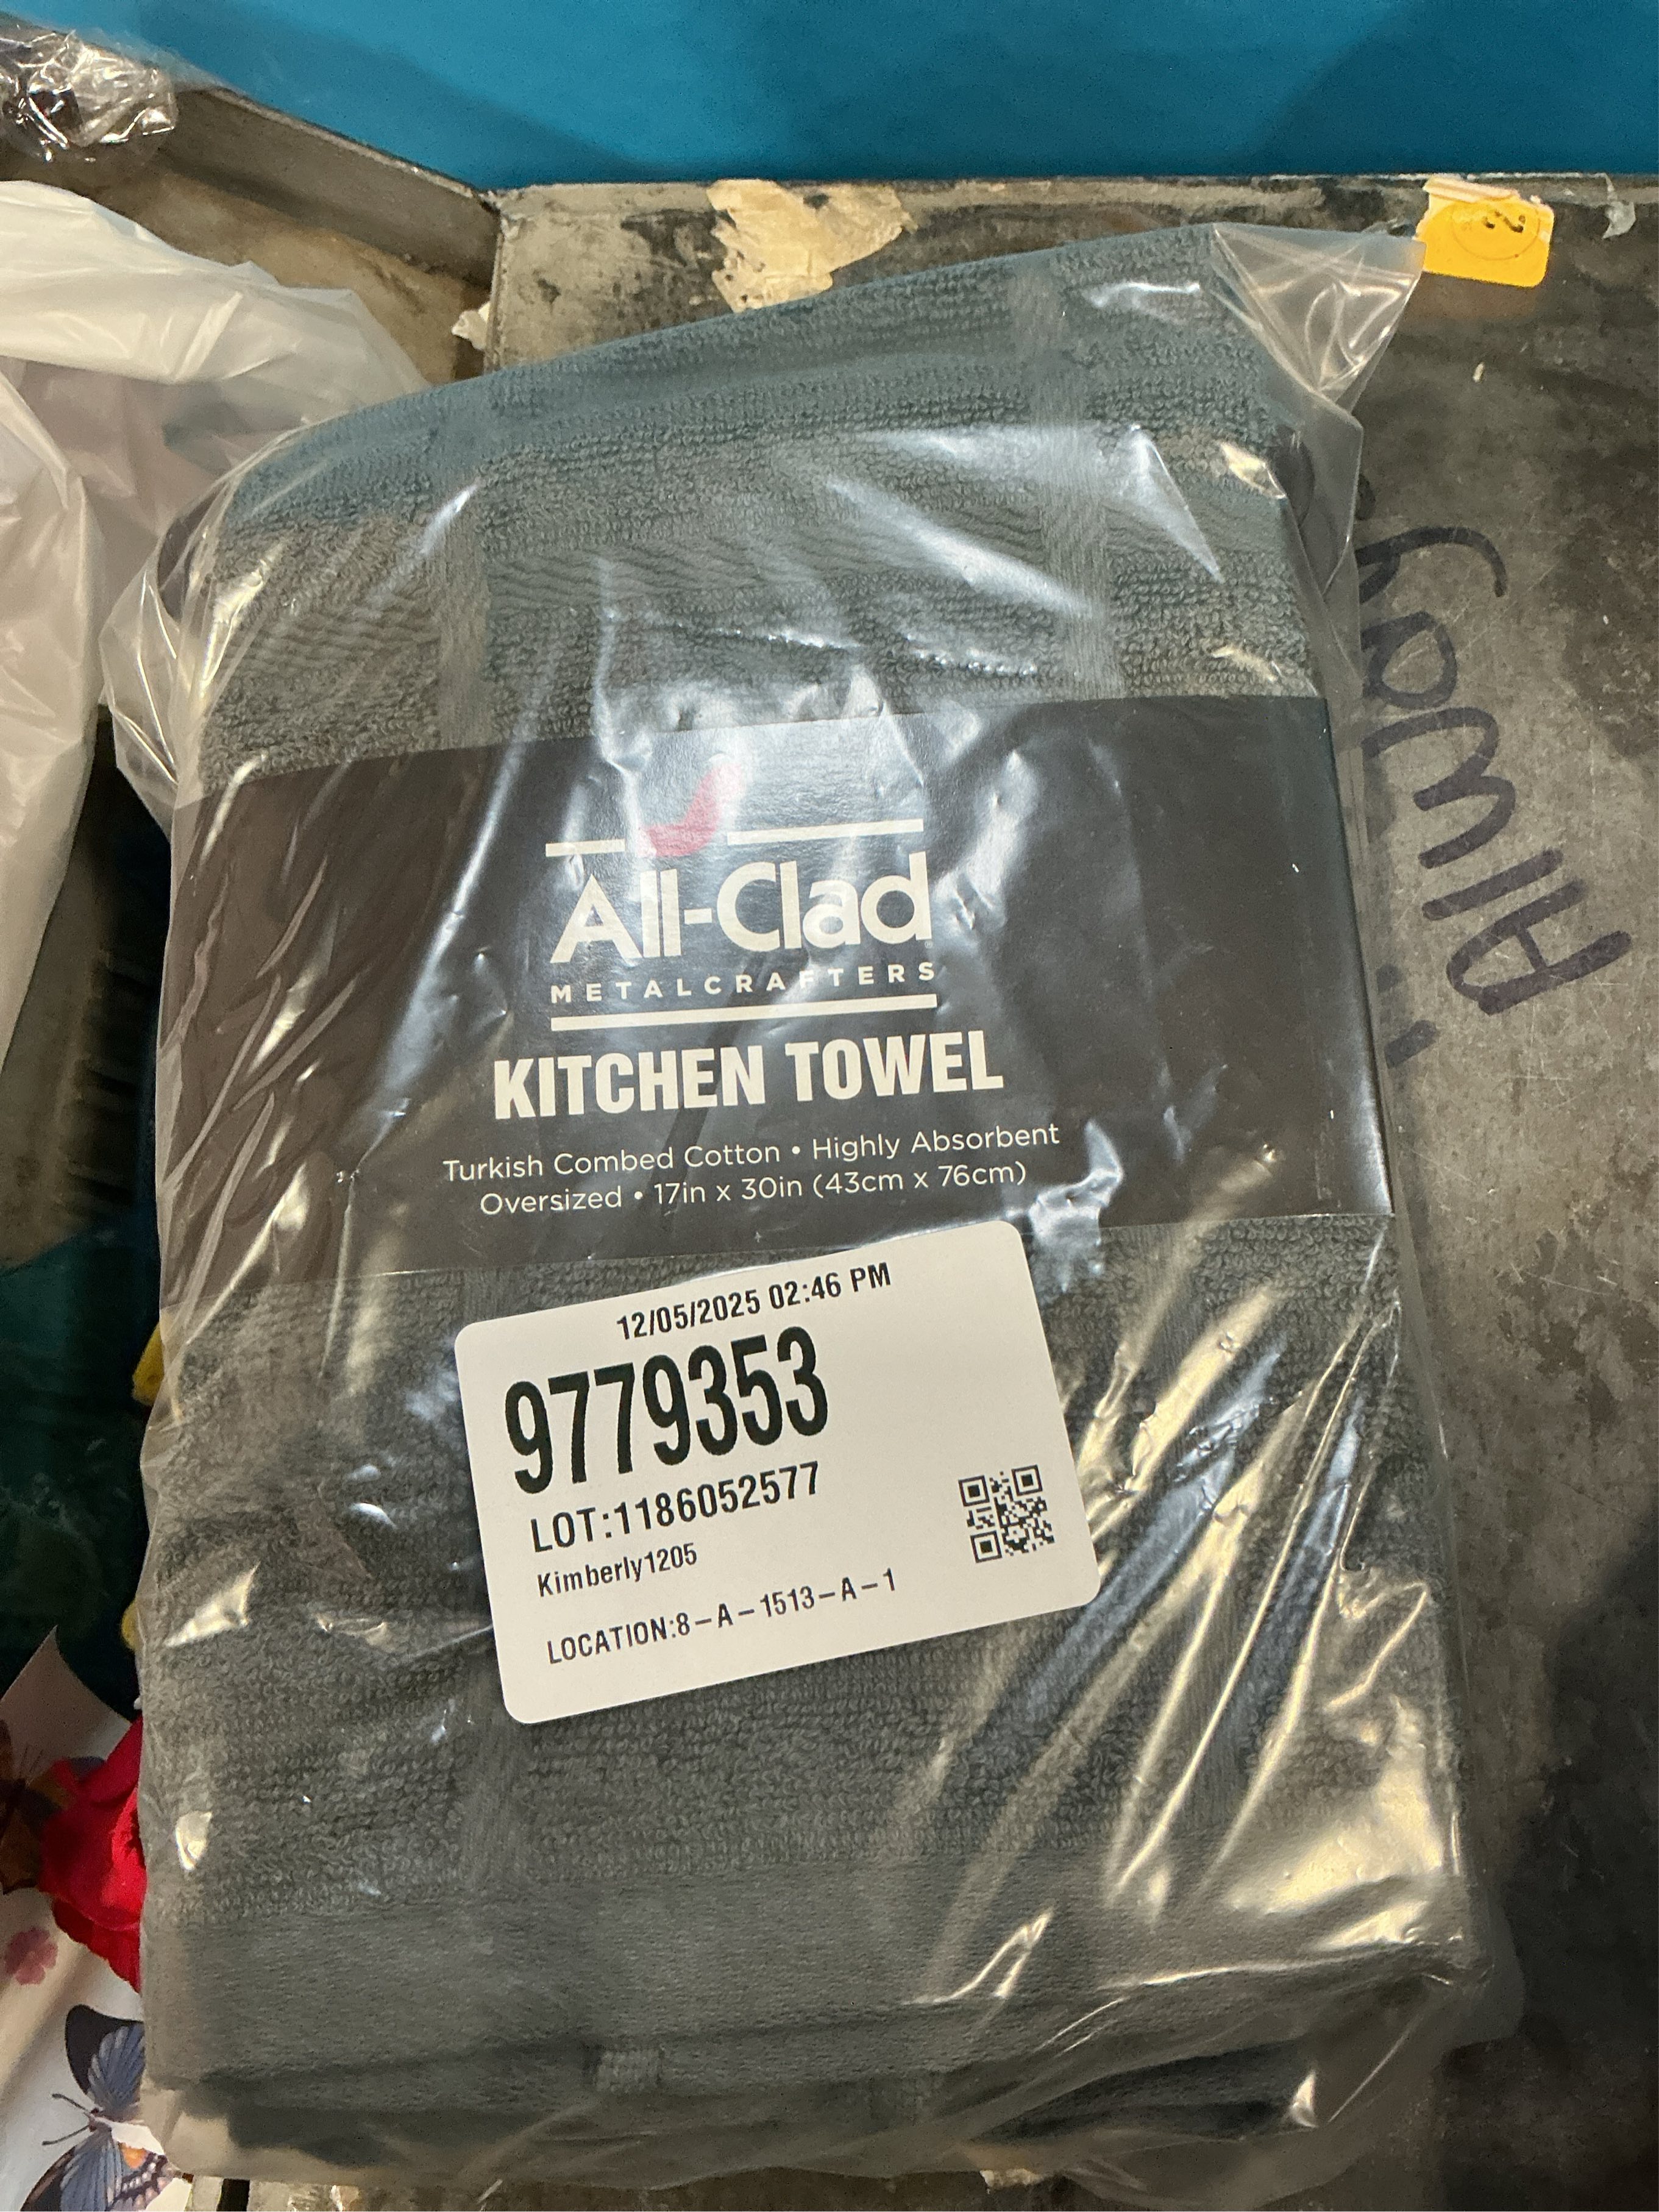 All-Clad
METALCRAFTERS
KITCHEN TOWEL
Turkish Combed Cotton • Highly Absorbent
Oversized • 17in x 30in (43cm x 76cm)
12/05/2025 02:46 PM
9779353
LOT:1186052577
Kimberly1205
LOCATION:8-A-1513-A-1